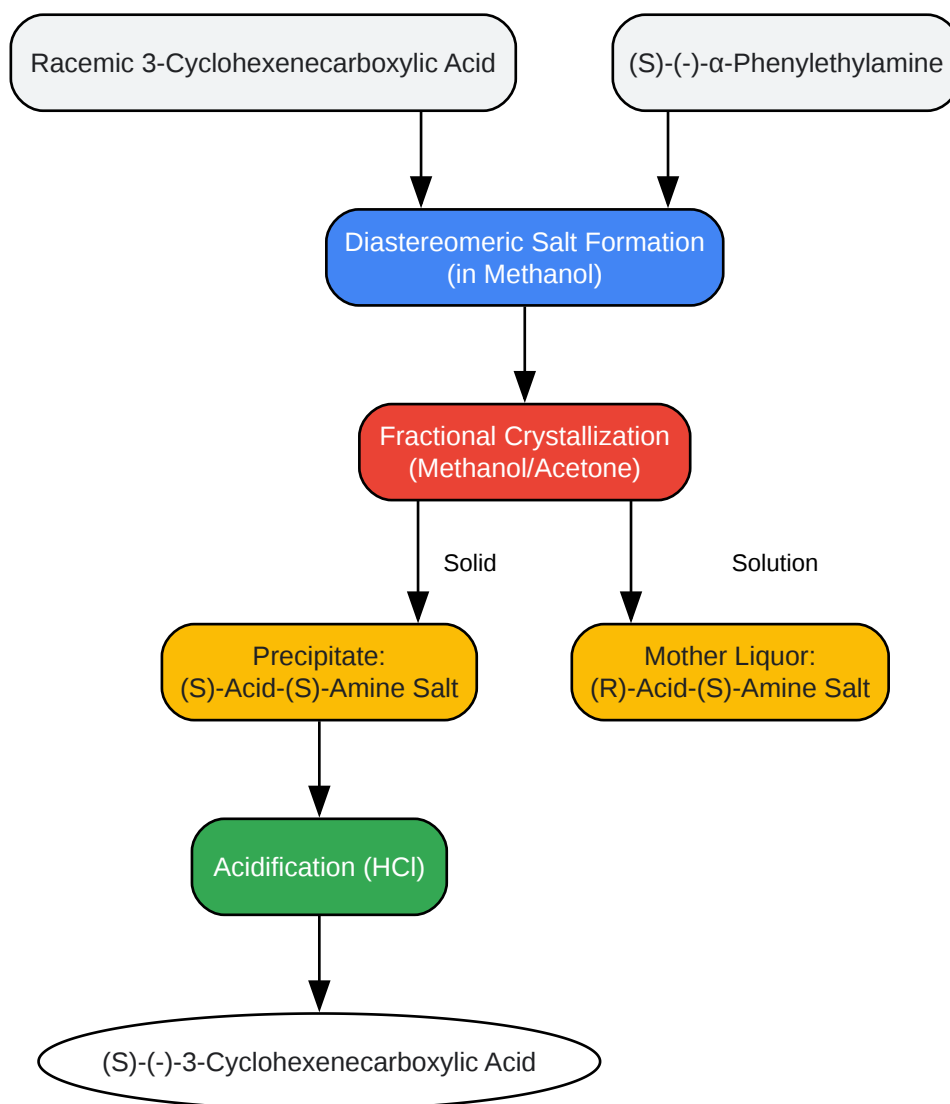 Racemic 3-Cyclohexenecarboxylic Acid
(S)-(-)-α-Phenylethylamine
Diastereomeric Salt Formation
(in Methanol)
Fractional Crystallization
(Methanol/Acetone)
Solid
Solution
Precipitate:
(S)-Acid-(S)-Amine Salt
Mother Liquor:
(R)-Acid-(S)-Amine Salt
Acidification (HCl)
(S)-(-)-3-Cyclohexenecarboxylic Acid